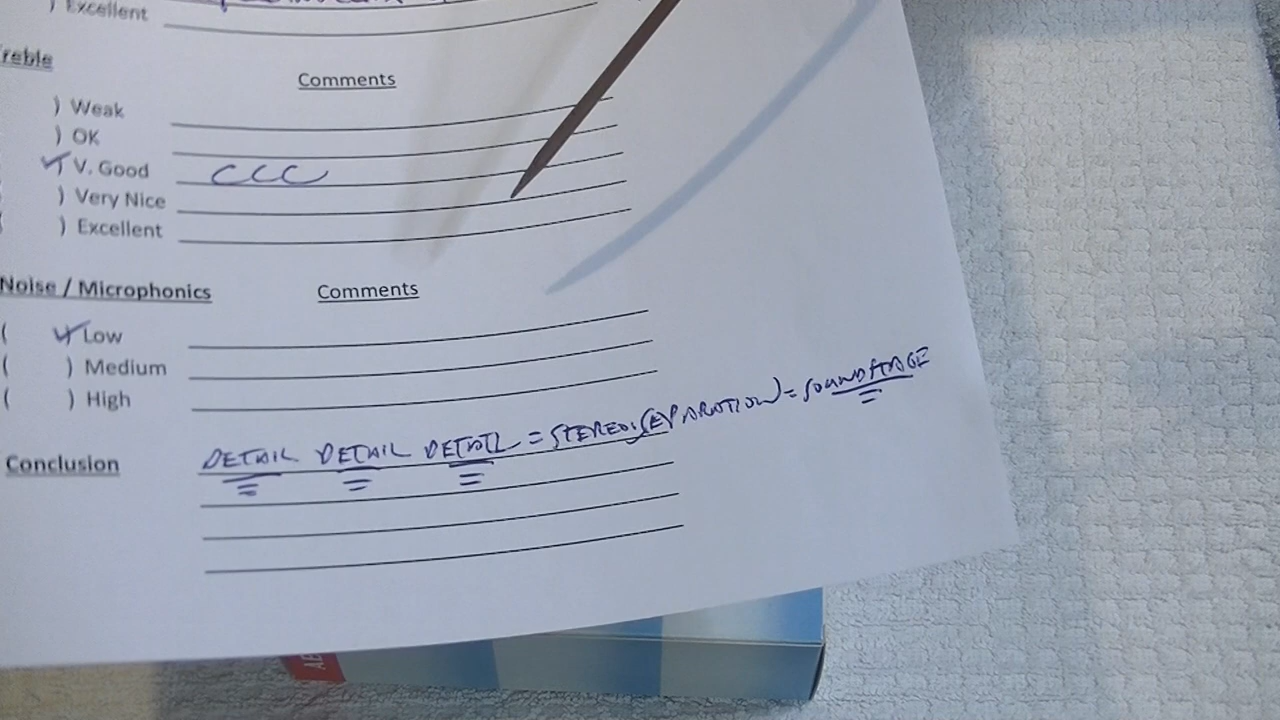 ) Excellent
reble
Comments
) Weak
) OK
✓) V. Good CCC
) Very Nice
( ) Excellent
Noise / Microphonics
Comments
( ✓) Low
( ) Medium
( ) High
Conclusion DETAIL DETAIL DETAIL = STEREO SEPARATION = SOUNDSTAGE